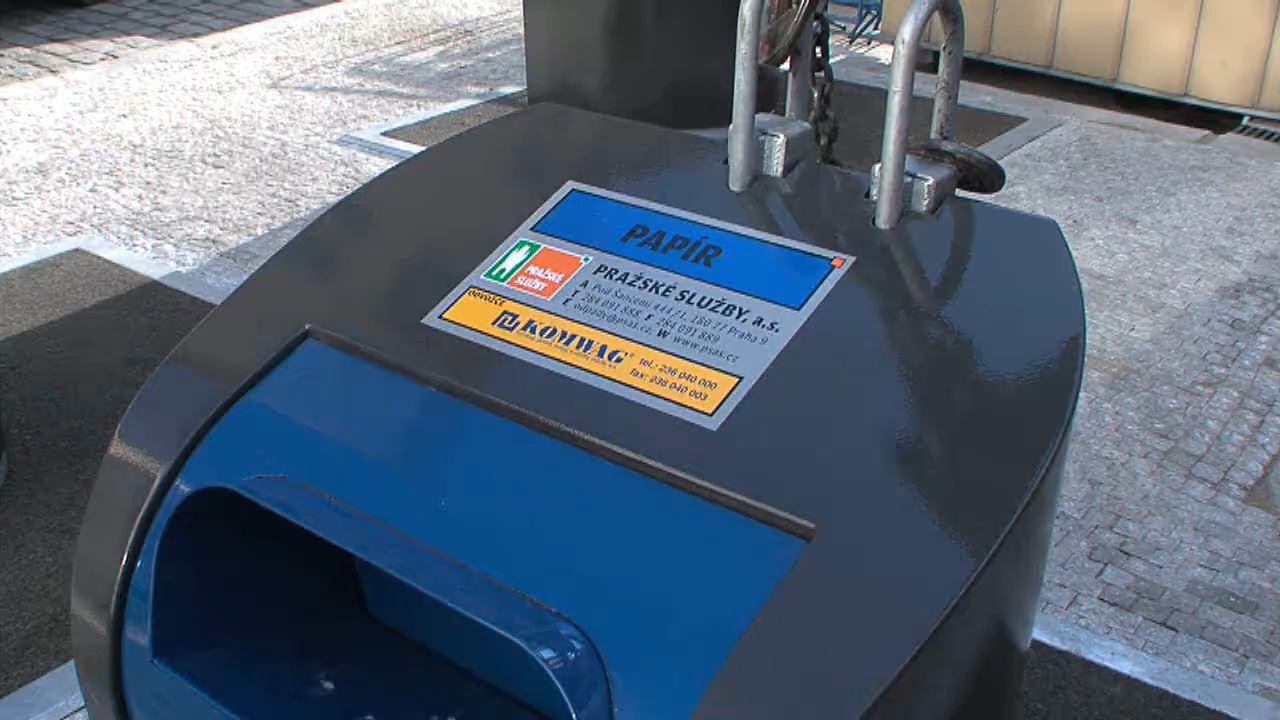 PAPÍR
PRAŽSKÉ
SLUŽBY
PRAŽSKÉ SLUŽBY, a.s.
A Pod Šancemi 444/1, 180 77 Praha 9
T 284 091 888, F 284 091 889
E odpady@psas.cz, W www.psas.cz
ODVOZCE
KOMWAG®
tel.: 236 040 000
fax: 236 040 003